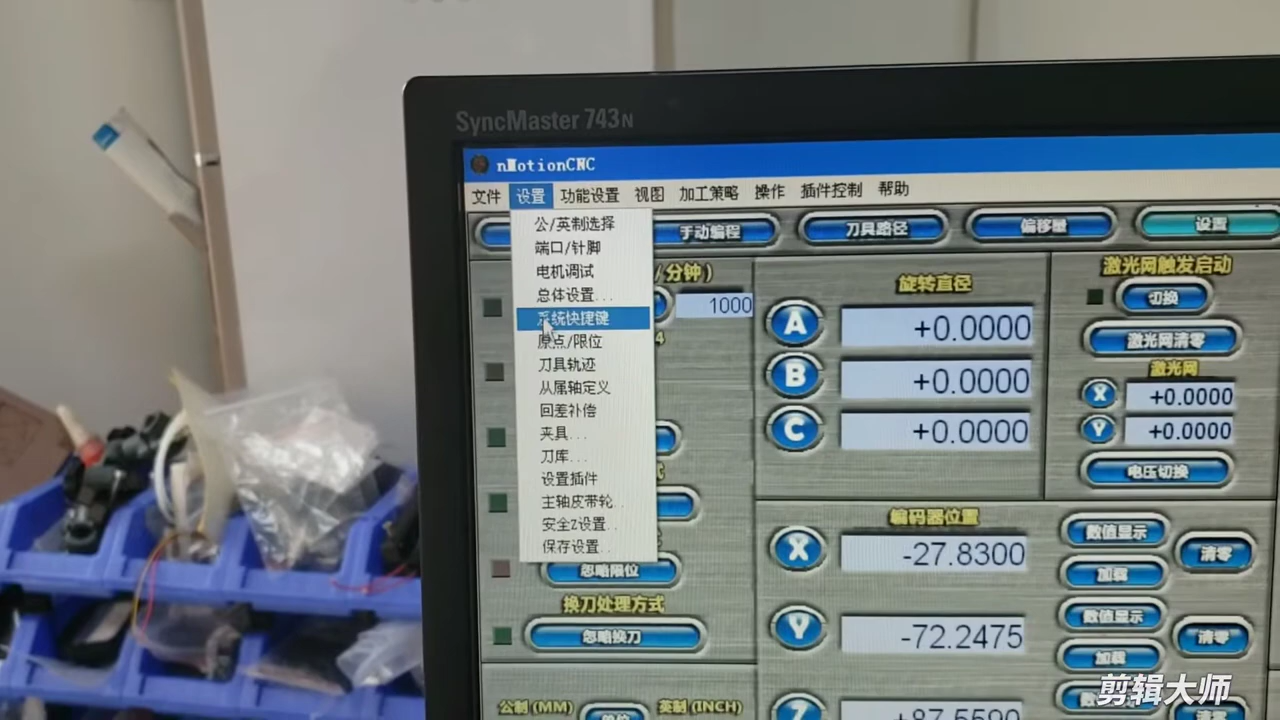 SyncMaster 743N
nMotionCNC
文件 设置 功能设置 视图 加工策略 操作 插件控制 帮助
手动编程 刀具路径 偏移量 设置
公/英制选择
端口/针脚
电机调试
总体设置...
系统快捷键
原点/限位
刀具轨迹
从属轴定义
回差补偿
夹具...
刀库...
设置插件
主轴皮带轮..
安全Z设置..
保存设置..
/分钟)
1000
4
忽略限位
换刀处理方式
忽略换刀
公制(MM) 英制(INCH)
旋转直径
A +0.0000
B +0.0000
C +0.0000
编码器位置
X -27.8300
Y -72.2475
Z +87.5590
激光网触发启动
切换
激光网清零
激光网
X +0.0000
Y +0.0000
电压切换
数值显示
加载
清零
数值显示
加载
清零
剪辑大师